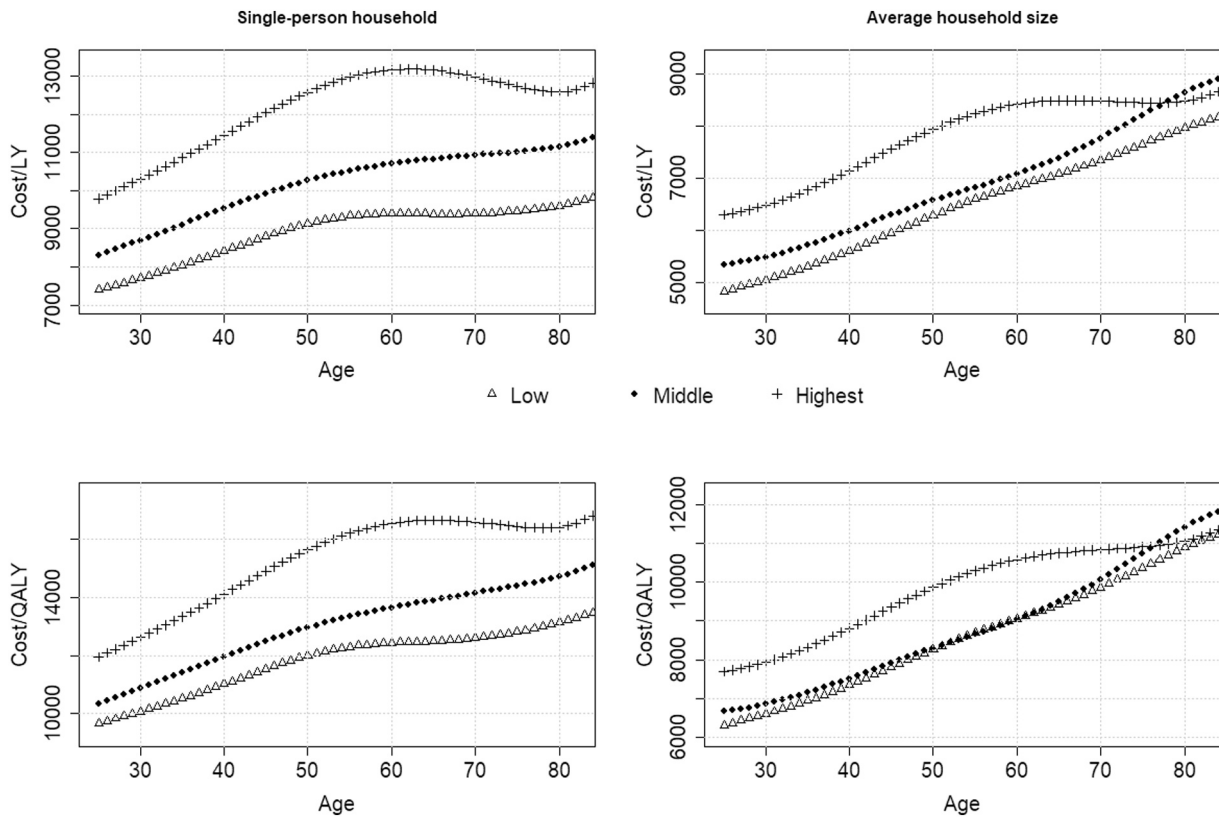 Single-person household
Average household size
Cost/LY
13000
11000
9000
7000
30 40 50 60 70 80
Age
Cost/LY
9000
7000
5000
30 40 50 60 70 80
Age
Low Middle Highest
Cost/QALY
14000
10000
30 40 50 60 70 80
Age
Cost/QALY
12000
10000
8000
6000
30 40 50 60 70 80
Age